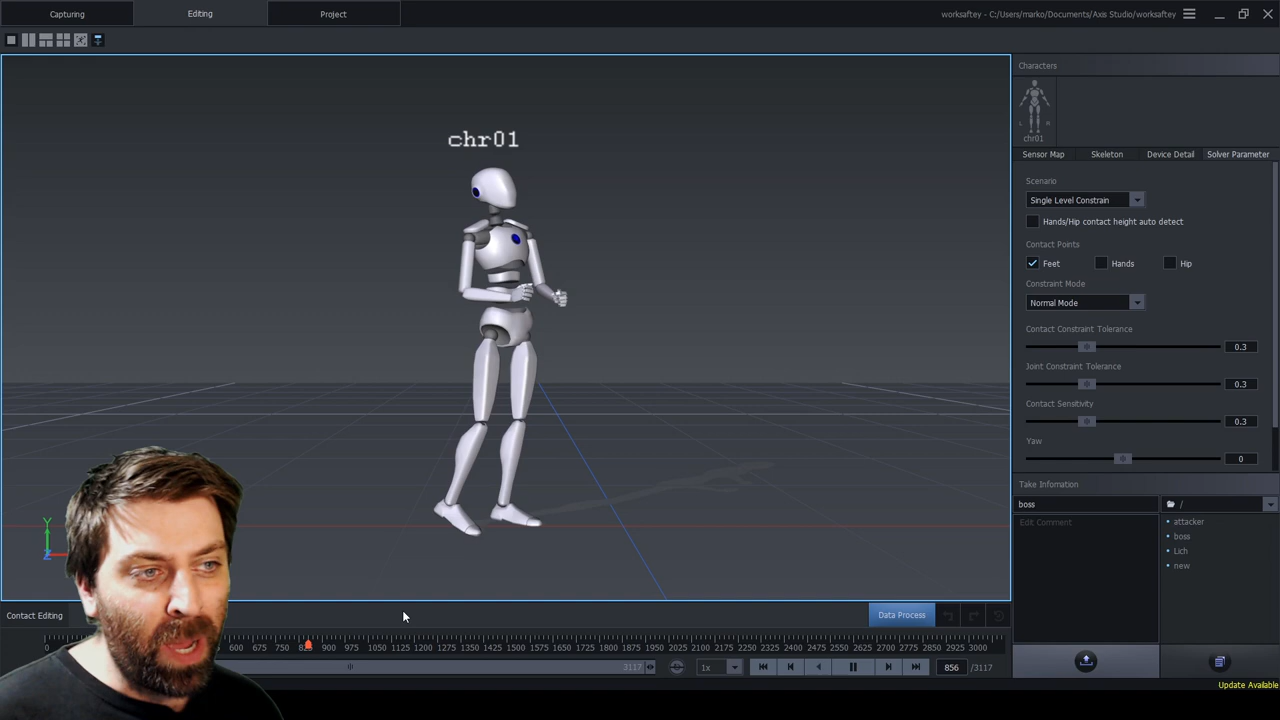 Capturing
Editing
Project
worksaftey - C:/Users/marko/Documents/Axis Studio/worksaftey
chr01
Characters
L
chr01
Sensor Map
Skeleton
Device Detail
Solver Parameter
Scenario
Single Level Constrain
Hands/Hip contact height auto detect
Contact Points
Feet
Hands
Hip
Constraint Mode
Normal Mode
Contact Constraint Tolerance
0.3
Joint Constraint Tolerance
0.3
Contact Sensitivity
0.3
Yaw
0
Take Infomation
boss
/
Edit Comment
attacker
boss
Lich
new
Y
Z
Contact Editing
Data Process
0 600 675 750 900 975 1050 1125 1200 1275 1350 1425 1500 1575 1650 1725 1800 1875 1950 2025 2100 2175 2250 2325 2400 2475 2550 2625 2700 2775 2850 2925 3000
3117
1x
856 /3117
Update Available